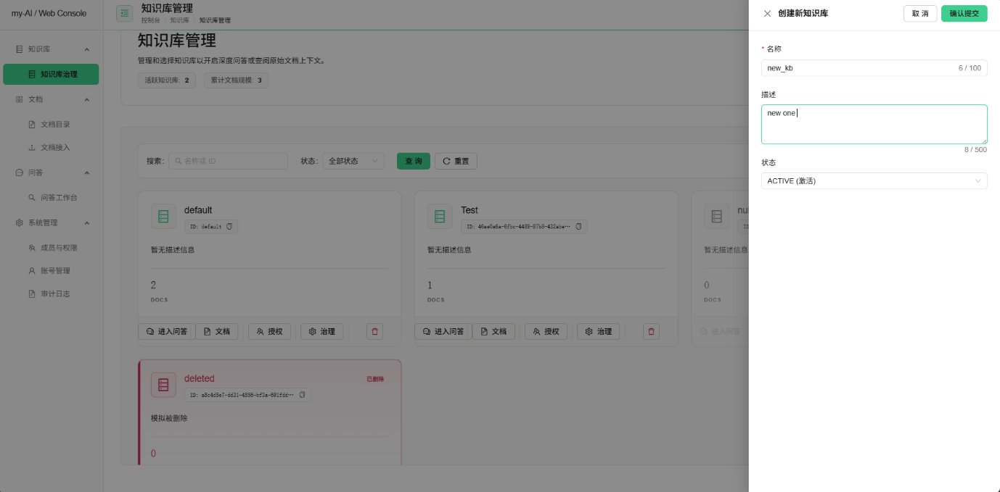 my-AI / Web Console
知识库
知识库治理
文档
文档目录
文档接入
问答
问答工作台
系统管理
成员与权限
账号管理
审计日志
知识库管理
控制台 / 知识库 / 知识库管理
知识库管理
管理和选择知识库以开启深度问答或查阅原始文档上下文。
活跃知识库: 2 累计文档规模: 3
搜索: 名称或 ID 状态: 全部状态 查 询 重置
default
ID: default
暂无描述信息
2
DOCS
进入问答 文档 授权 治理
Test
ID: 46ae0a6a-6fbc-4489-87b8-432abe···
暂无描述信息
1
DOCS
进入问答 文档 授权 治理
nu
ID
暂无描述信息
0
DOCS
进入问答
deleted 已删除
ID: a8c4d5e7-dd31-4856-bf3a-691fdd···
模拟被删除
0
创建新知识库 取 消 确认提交
* 名称
new_kb 6 / 100
描述
new one
8 / 500
状态
ACTIVE (激活)